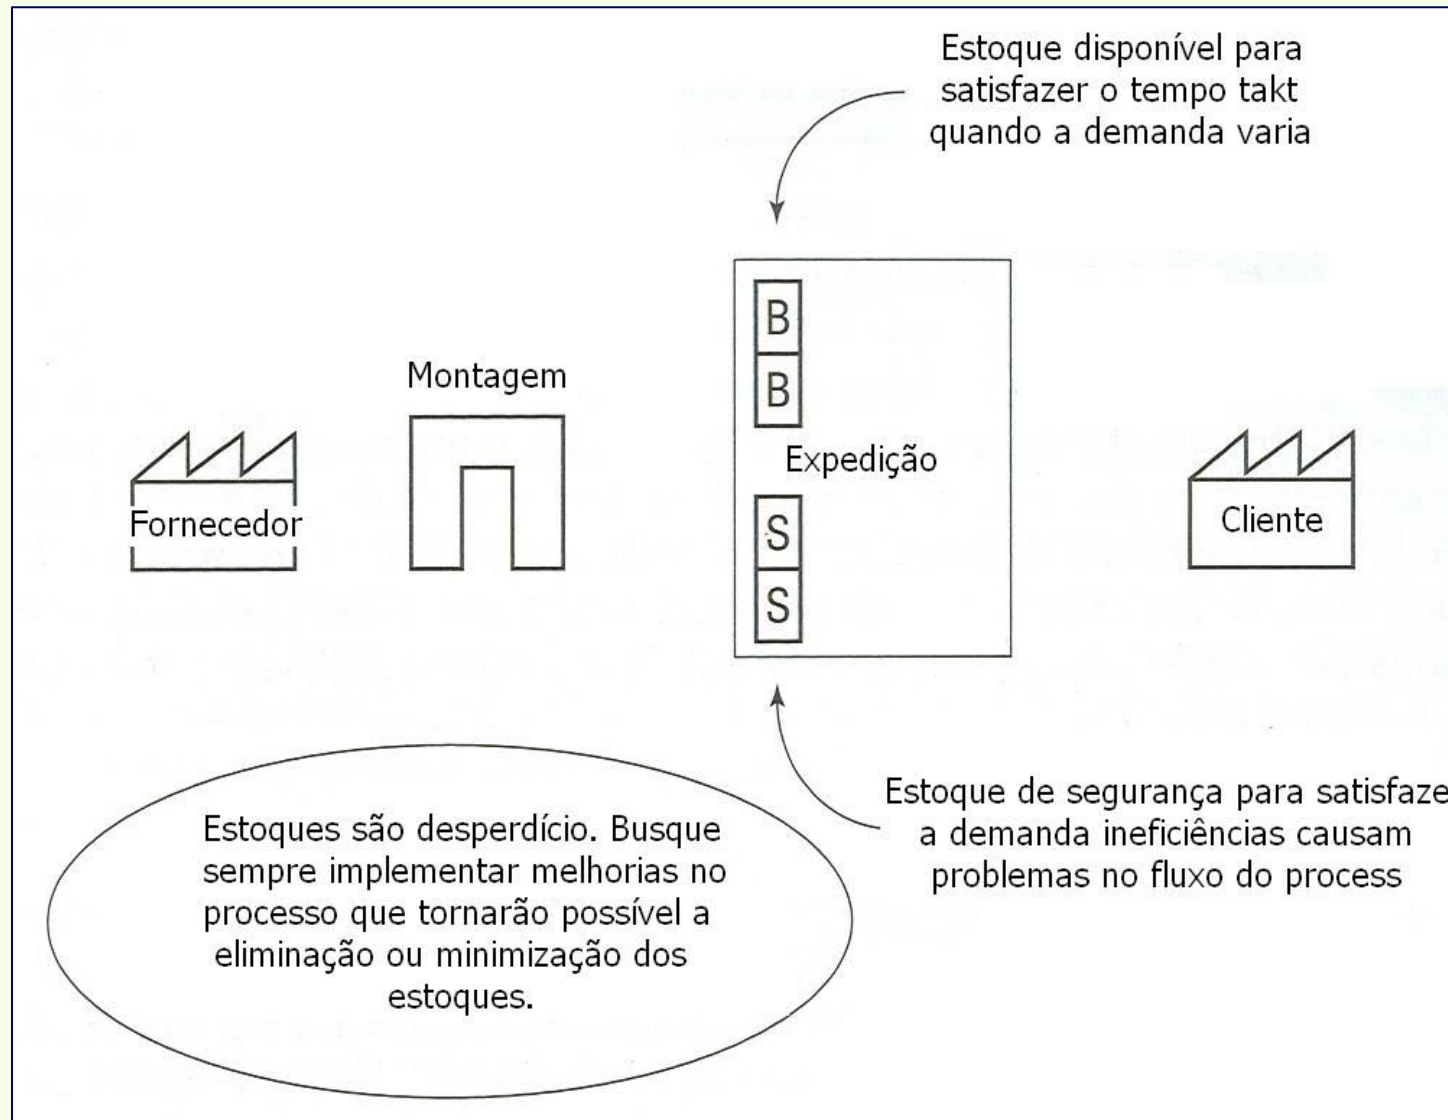 Estoque disponível para
satisfazer o tempo takt
quando a demanda varia
B
B
Montagem
Expedição
Fornecedor
S
S
Cliente
Estoque de segurança para satisfaze
a demanda ineficiências causam
problemas no fluxo do process
Estoques são desperdício. Busque
sempre implementar melhorias no
processo que tornarão possível a
eliminação ou minimização dos
estoques.